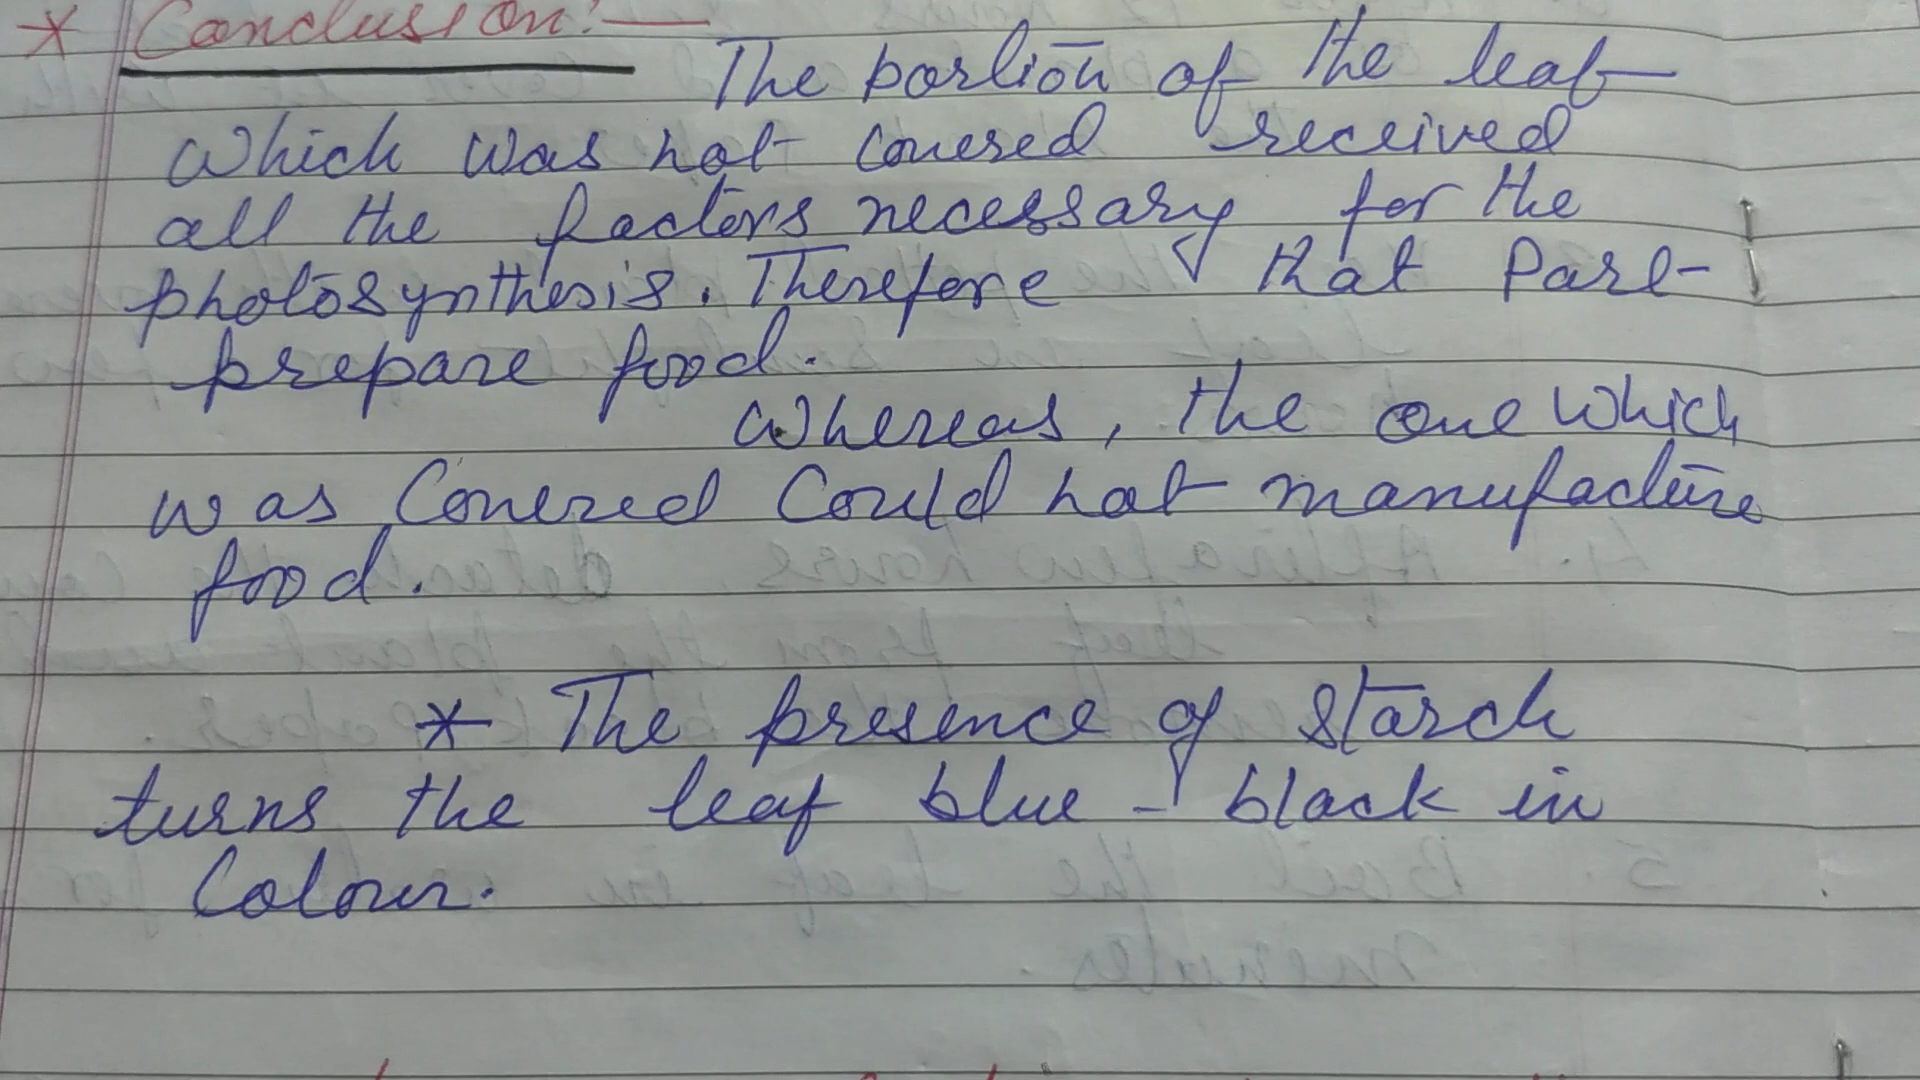 * Conclusion:—
The portion of the leaf
which was not covered received
all the factors necessary for the
photosynthesis. Therefore that Part
prepare food.
Whereas, the one which
was Covered Could not manufacture
food.
* The presence of starch
turns the leaf blue - black in
Colour.